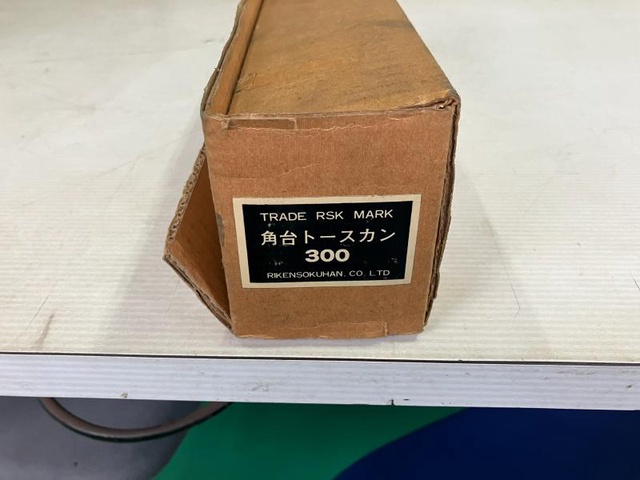 TRADE RSK MARK
角台トースカン
300
RIKENSOKUHAN. CO. LTD